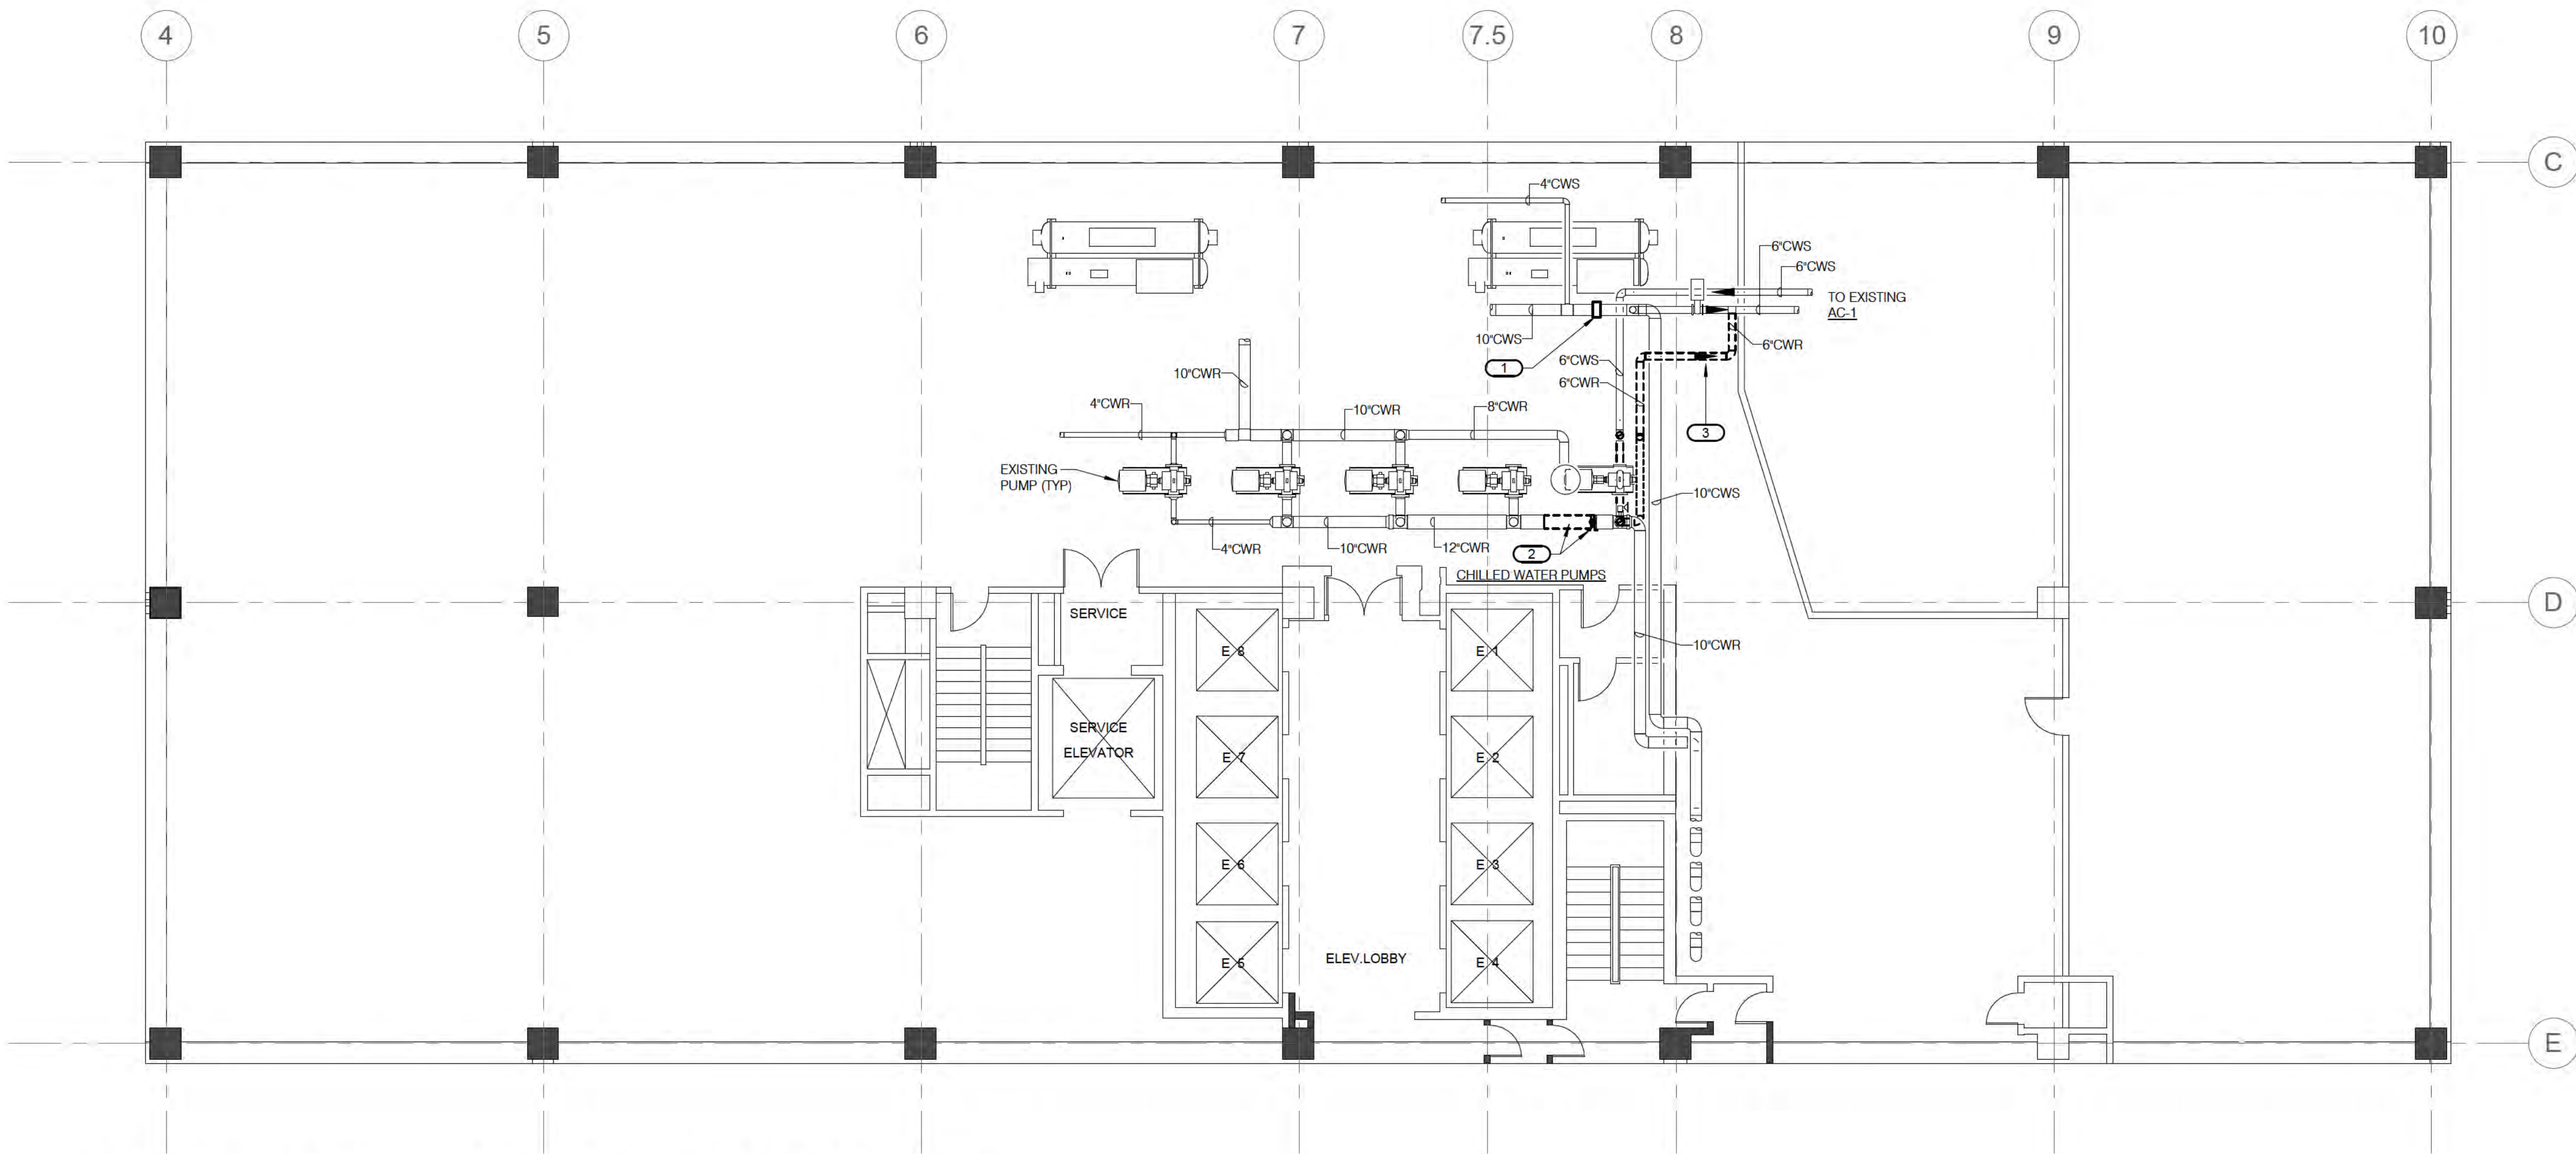 4
5
6
7
7.5
8
9
10
C
4"CWS
6"CWS
6"CWS
TO EXISTING
AC-1
10"CWS
6"CWR
1
6"CWS
10"CWR
6"CWR
4"CWR
10"CWR
8"CWR
3
EXISTING
PUMP (TYP)
10"CWS
4"CWR
10"CWR
12"CWR
2
CHILLED WATER PUMPS
D
SERVICE
10"CWR
E 8
E 1
SERVICE
ELEVATOR
E 7
E 2
E 6
E 3
ELEV.LOBBY
E 5
E 4
E